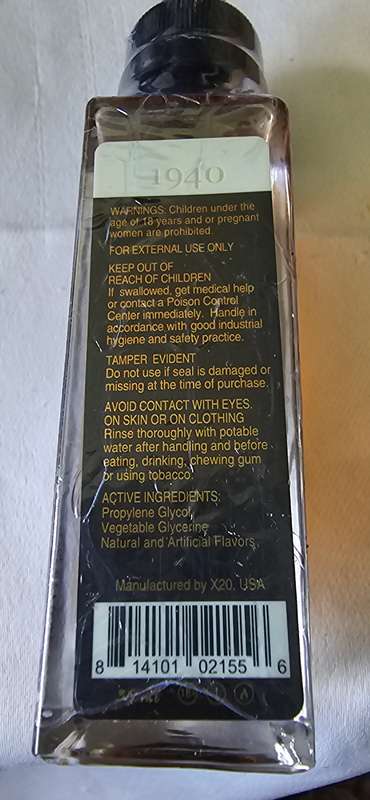 1940
WARNINGS: Children under the
age of 18 years and or pregnant
women are prohibited.
FOR EXTERNAL USE ONLY
KEEP OUT OF
REACH OF CHILDREN
If swallowed, get medical help
or contact a Poison Control
Center immediately. Handle in
accordance with good industrial
hygiene and safety practice.
TAMPER EVIDENT
Do not use if seal is damaged or
missing at the time of purchase.
AVOID CONTACT WITH EYES.
ON SKIN OR ON CLOTHING
Rinse thoroughly with potable
water after handling and before
eating, drinking, chewing gum
or using tobacco.
ACTIVE INGREDIENTS:
Propylene Glycol,
Vegetable Glycerine
Natural and Artificial Flavors
Manufactured by X20, USA
8 14101 02155 6